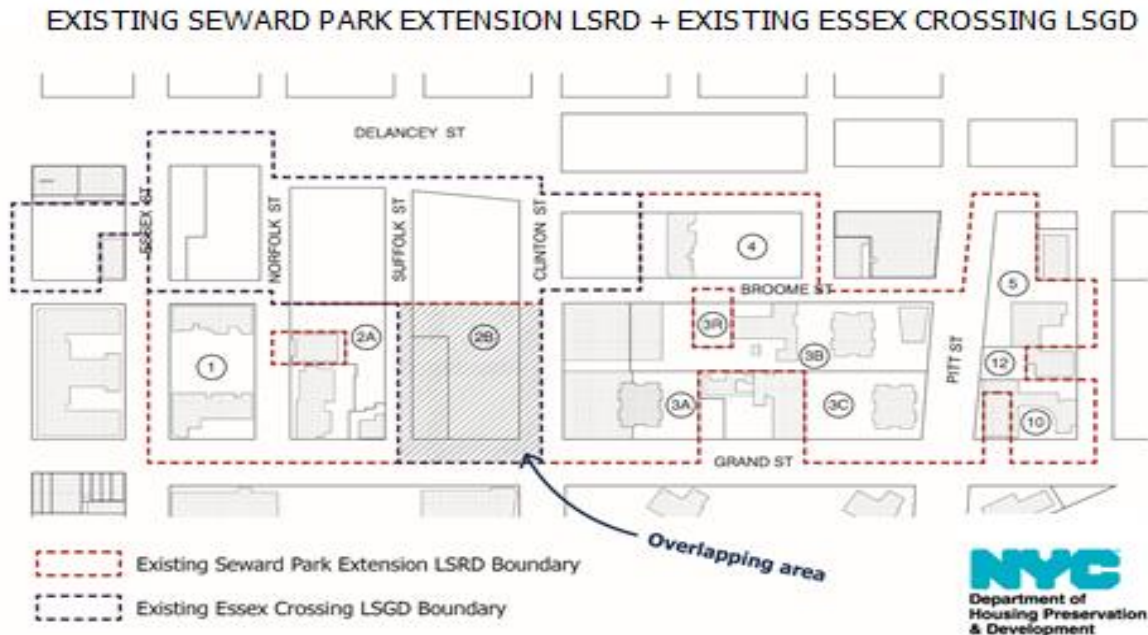 EXISTING SEWARD PARK EXTENSION LSRD + EXISTING ESSEX CROSSING LSGD
DELANCEY ST
ESSEX ST
NORFOLK ST
SUFFOLK ST
CLINTON ST
4
BROOME ST
5
1
2A
2B
3R
3B
PITT ST
12
3A
3C
10
GRAND ST
Overlapping area
Existing Seward Park Extension LSRD Boundary
Existing Essex Crossing LSGD Boundary
NYC
Department of
Housing Preservation
& Development